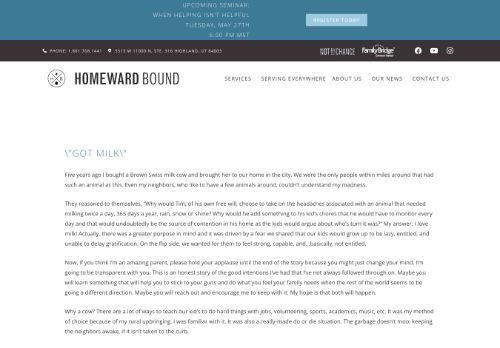 UPCOMING SEMINAR:
WHEN HELPING ISN'T HELPFUL
TUESDAY, MAY 27TH
6:00 PM MST
REGISTER TODAY
PHONE: 1.801.768.1441
5513 W 11000 N, STE. 316 HIGHLAND, UT 84003
NOT BY CHANCE
FamilyBridge
HOMEWARD BOUND
SERVICES
SERVING EVERYWHERE
ABOUT US
OUR NEWS
CONTACT US
\"GOT MILK\"
Five years ago I bought a Brown Swiss milk cow and brought her to our home in the city. We were the only people within miles around that had
such an animal as this. Even my neighbors, who like to have a few animals around, couldn't understand my madness.
They reasoned to themselves, "Why would Tim, of his own free will, choose to take on the headaches associated with an animal that needed
milking twice a day, 365 days a year, rain, snow or shine? Why would he add something to his kid's chores that he would have to monitor every
day and that would undoubtedly be the source of contention in his home as the kids would argue about who's turn it was?" My answer: I love
milk! Actually, there was a greater purpose in mind and it was driven by a fear we shared that our kids would grow up to be lazy, entitled, and
unable to delay gratification. On the flip side, we wanted for them to feel strong, capable, and...basically, not entitled.
Now, if you think I'm an amazing parent, please hold your applause until the end of the story because you might just change your mind. I'm
going to be transparent with you. This is an honest story of the good intentions I've had that I've not always followed through on. Maybe you
will learn something that will help you to stick to your guns and do what you feel your family needs when the rest of the world seems to be
going a different direction. Maybe you will reach out and encourage me to keep with it. My hope is that both will happen.
Why a cow? There are a lot of ways to teach our kid's to do hard things with jobs, volunteering, sports, academics, music, etc. It was my method
of choice because of my rural upbringing. I was familiar with it. It was also a ready-made do or die situation. The garbage doesn't moo, keeping
the neighbors awake, if it isn't taken to the curb.